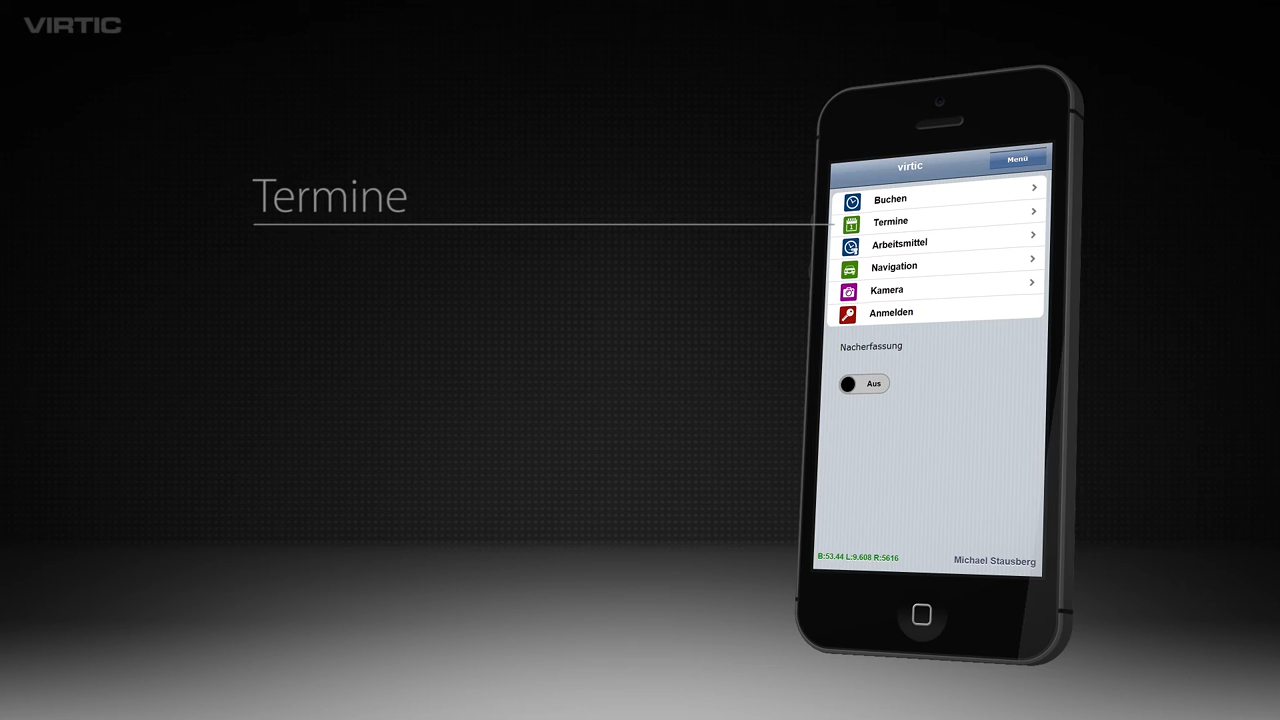 VIRTIC
Termine
virtic
Menü
Buchen
Termine
Arbeitsmittel
Navigation
Kamera
Anmelden
Nacherfassung
Aus
B:53.44 L:9.608 R:5616
Michael Stausberg